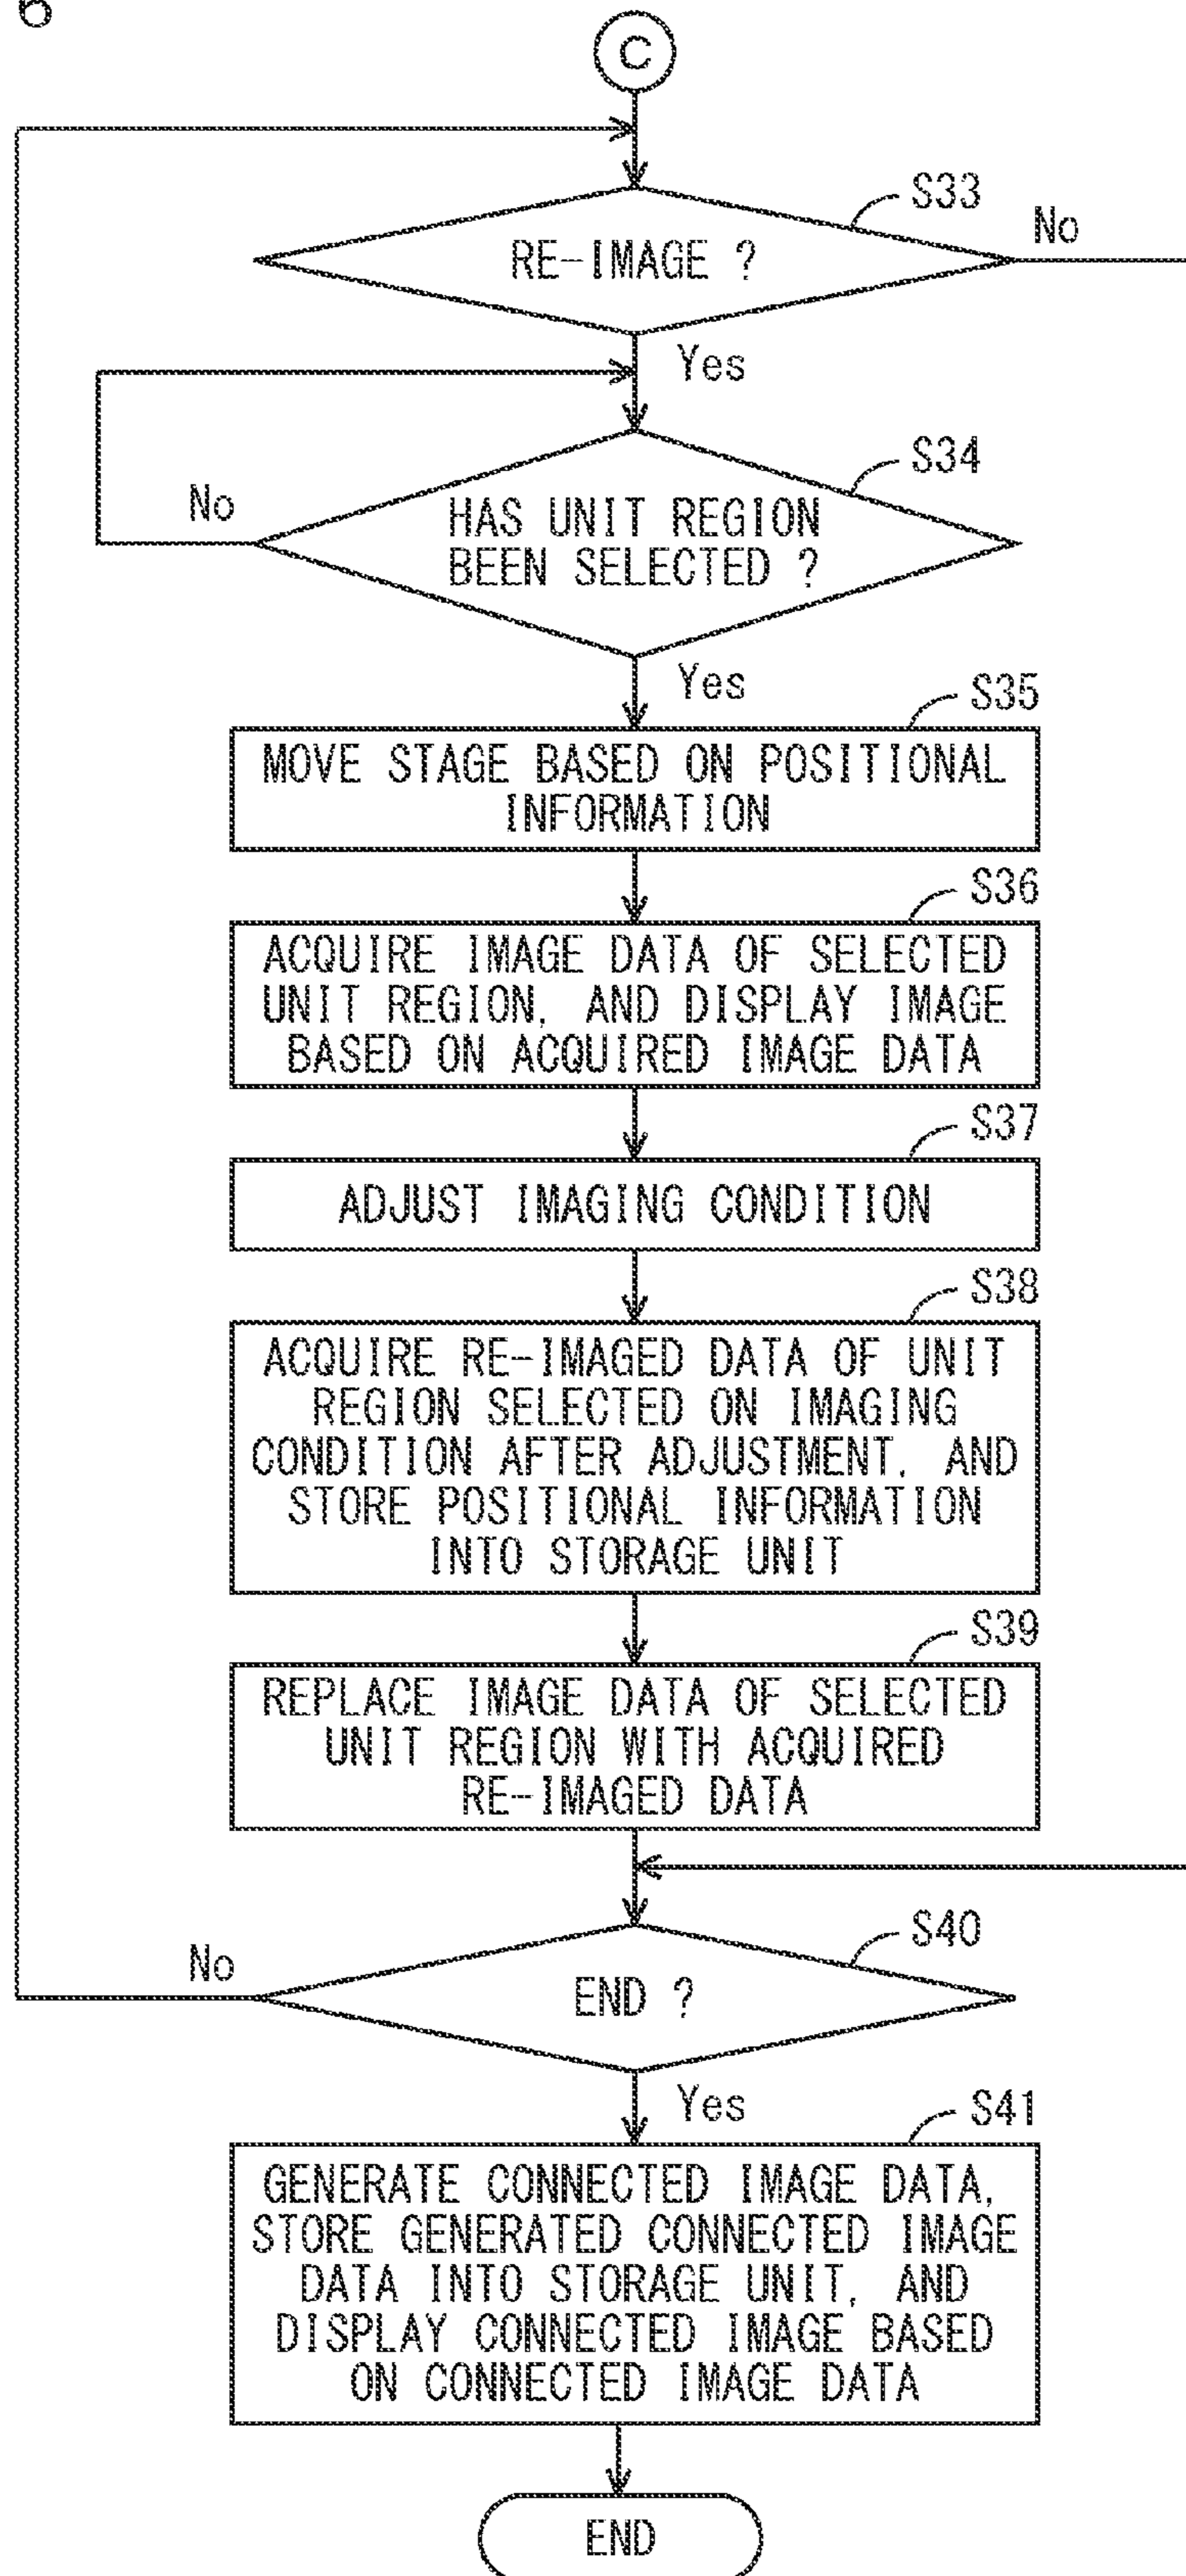 6
C
S33
No
RE-IMAGE ?
Yes
S34
No
HAS UNIT REGION
BEEN SELECTED ?
Yes
S35
MOVE STAGE BASED ON POSITIONAL
INFORMATION
S36
ACQUIRE IMAGE DATA OF SELECTED
UNIT REGION, AND DISPLAY IMAGE
BASED ON ACQUIRED IMAGE DATA
S37
ADJUST IMAGING CONDITION
S38
ACQUIRE RE-IMAGED DATA OF UNIT
REGION SELECTED ON IMAGING
CONDITION AFTER ADJUSTMENT, AND
STORE POSITIONAL INFORMATION
INTO STORAGE UNIT
S39
REPLACE IMAGE DATA OF SELECTED
UNIT REGION WITH ACQUIRED
RE-IMAGED DATA
S40
No
END ?
Yes
S41
GENERATE CONNECTED IMAGE DATA,
STORE GENERATED CONNECTED IMAGE
DATA INTO STORAGE UNIT, AND
DISPLAY CONNECTED IMAGE BASED
ON CONNECTED IMAGE DATA
END